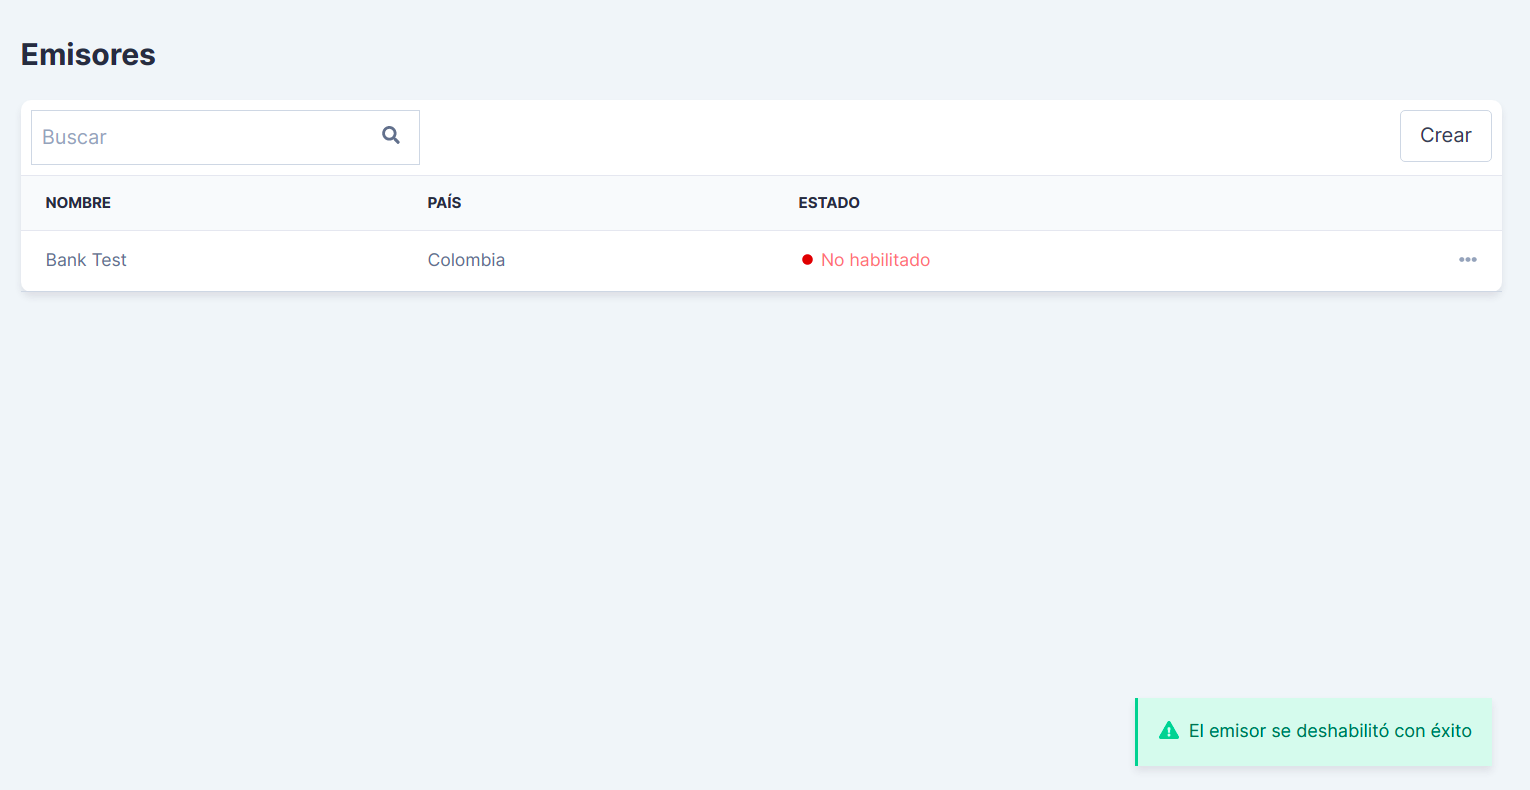 Emisores
Buscar
Crear
NOMBRE PAÍS ESTADO
Bank Test Colombia No habilitado
El emisor se deshabilitó con éxito